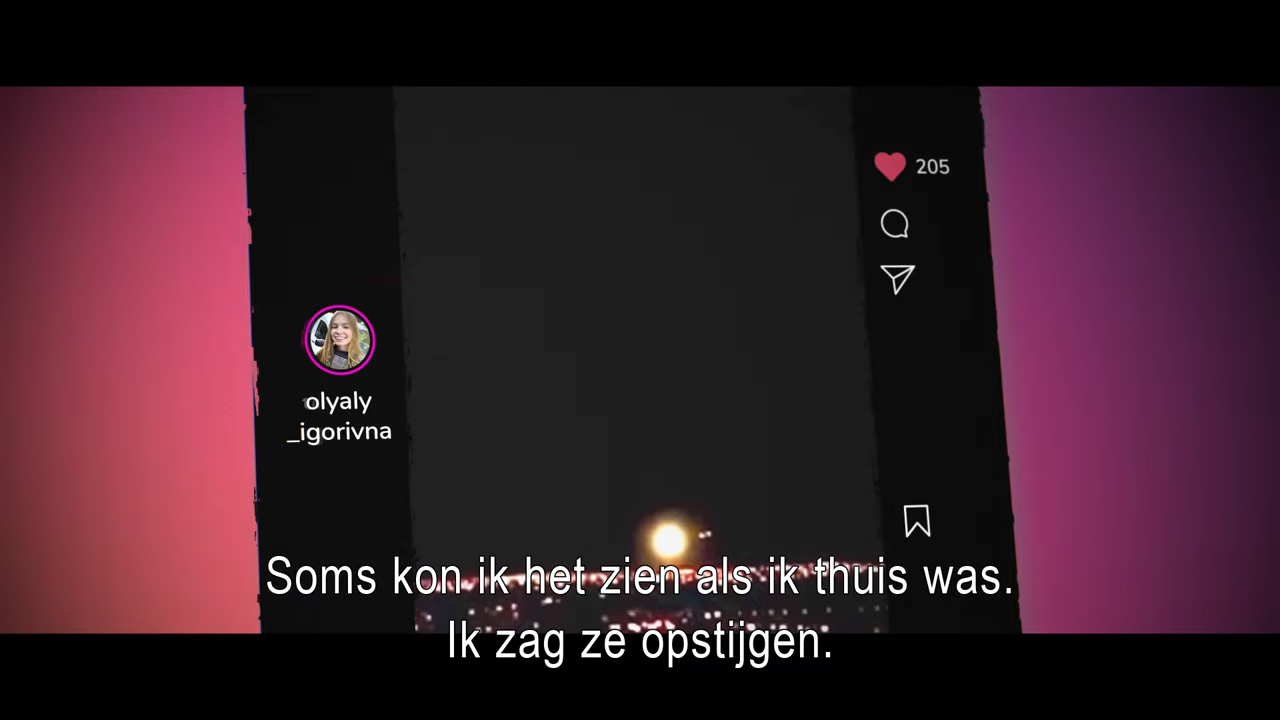 205
olyaly
_igorivna
Soms kon ik het zien als ik thuis was.
Ik zag ze opstijgen.